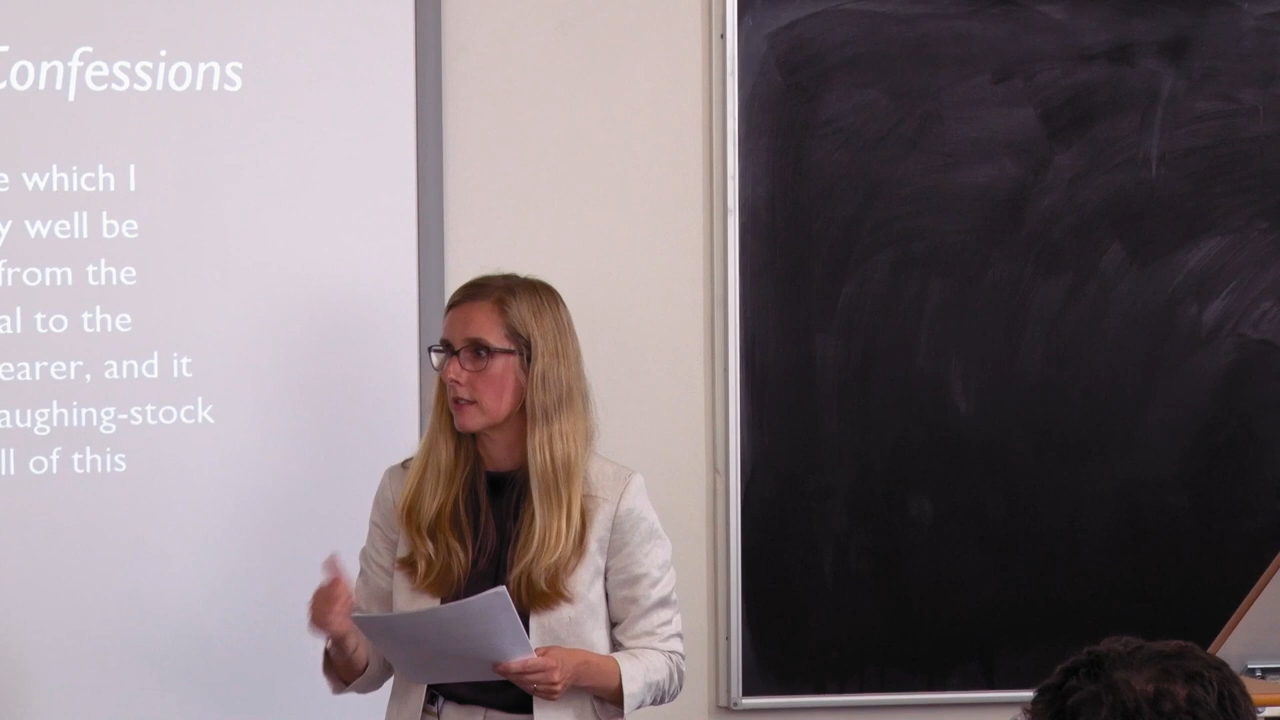 Confessions
e which I
y well be
from the
al to the
earer, and it
aughing-stock
ll of this